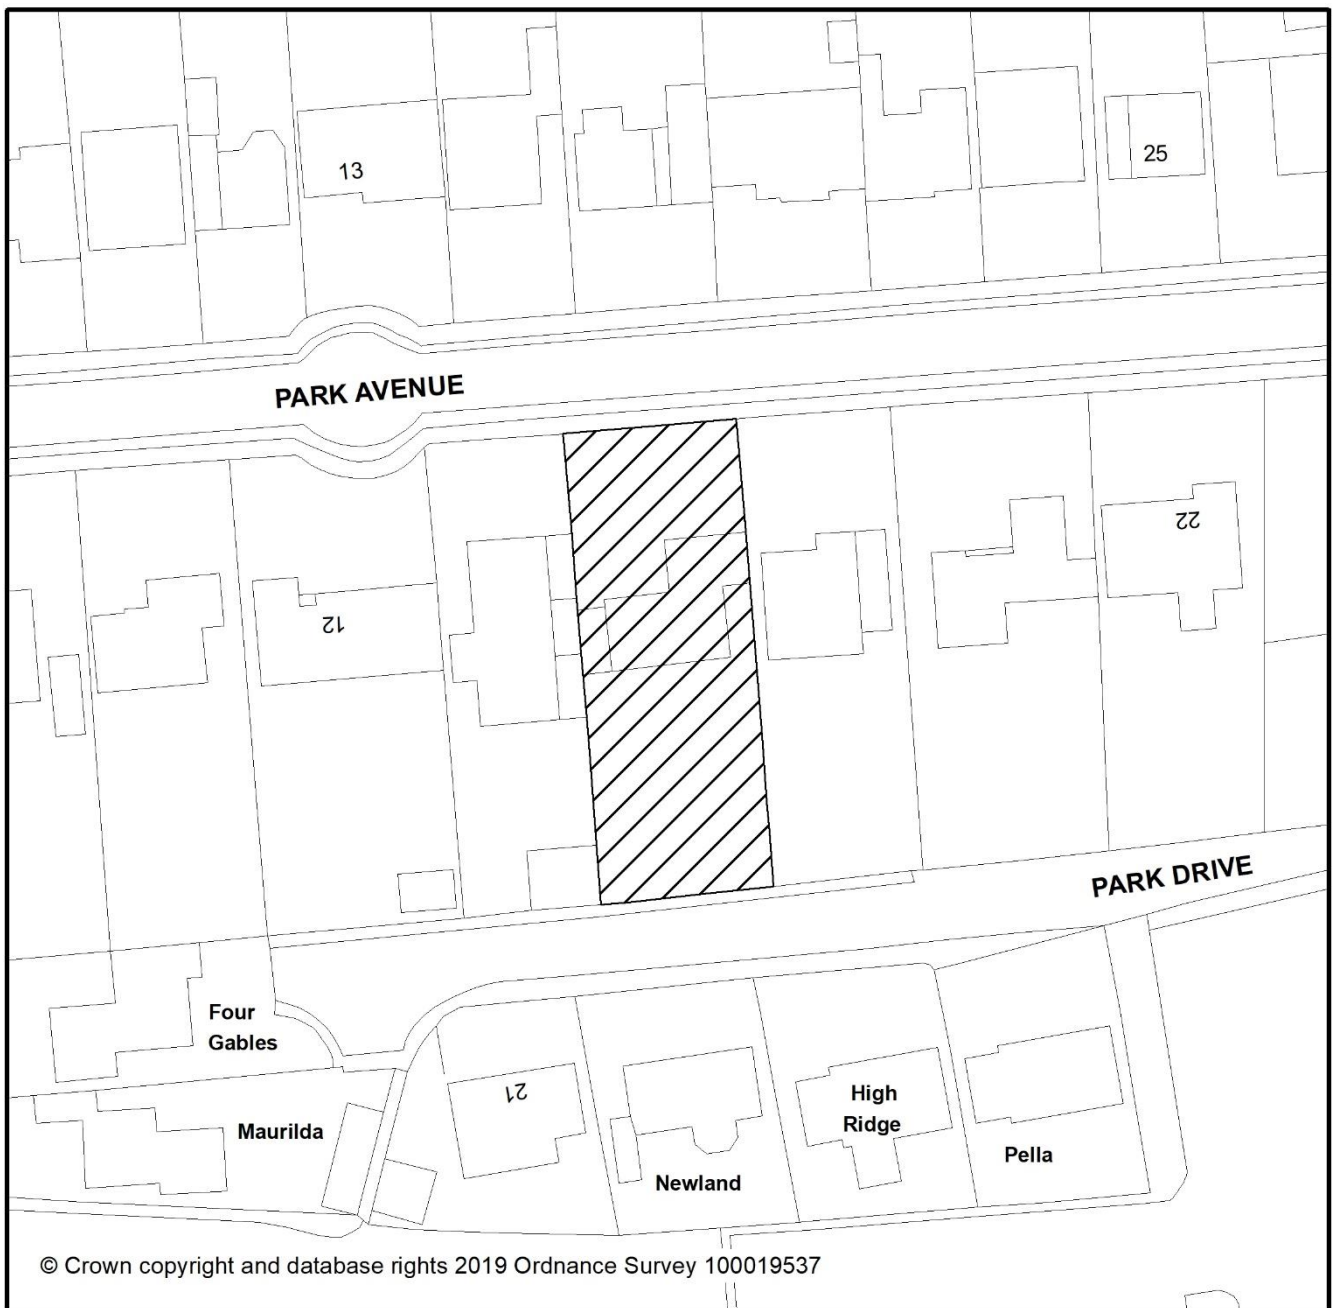 13
25
PARK AVENUE
22
12
PARK DRIVE
Four
Gables
21
High
Ridge
Maurilda
Pella
Newland
© Crown copyright and database rights 2019 Ordnance Survey 100019537